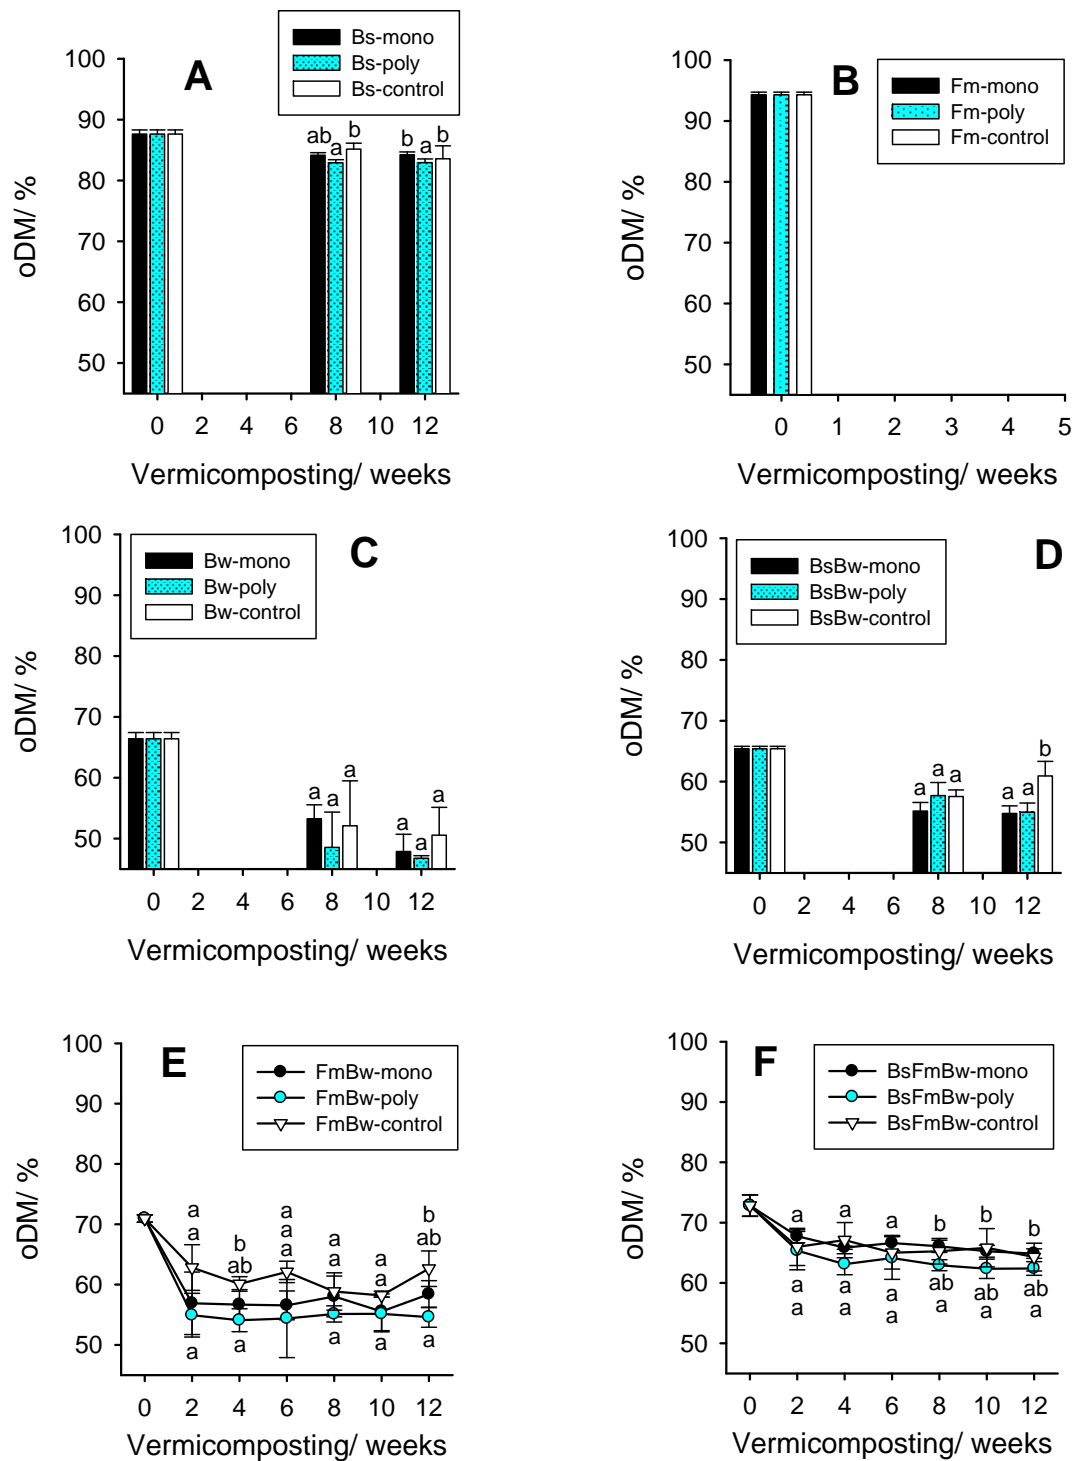 A
Bs-mono
Bs-poly
Bs-control
100
90
80
70
60
50
oDM/ %
ab a b b a b
0 2 4 6 8 10 12
Vermicomposting/ weeks
B
Fm-mono
Fm-poly
Fm-control
100
90
80
70
60
50
oDM/ %
0 1 2 3 4 5
Vermicomposting/ weeks
C
Bw-mono
Bw-poly
Bw-control
100
90
80
70
60
50
oDM/ %
a a a a a a
0 2 4 6 8 10 12
Vermicomposting/ weeks
D
BsBw-mono
BsBw-poly
BsBw-control
100
90
80
70
60
50
oDM/ %
a a a a a b
0 2 4 6 8 10 12
Vermicomposting/ weeks
E
FmBw-mono
FmBw-poly
FmBw-control
100
90
80
70
60
50
oDM/ %
a a b
a b a a a ab
ab a a
a a a a a
0 2 4 6 8 10 12
Vermicomposting/ weeks
F
BsFmBw-mono
BsFmBw-poly
BsFmBw-control
100
90
80
70
60
50
oDM/ %
a a a b b b
a a a ab ab ab
a a a a a a
0 2 4 6 8 10 12
Vermicomposting/ weeks